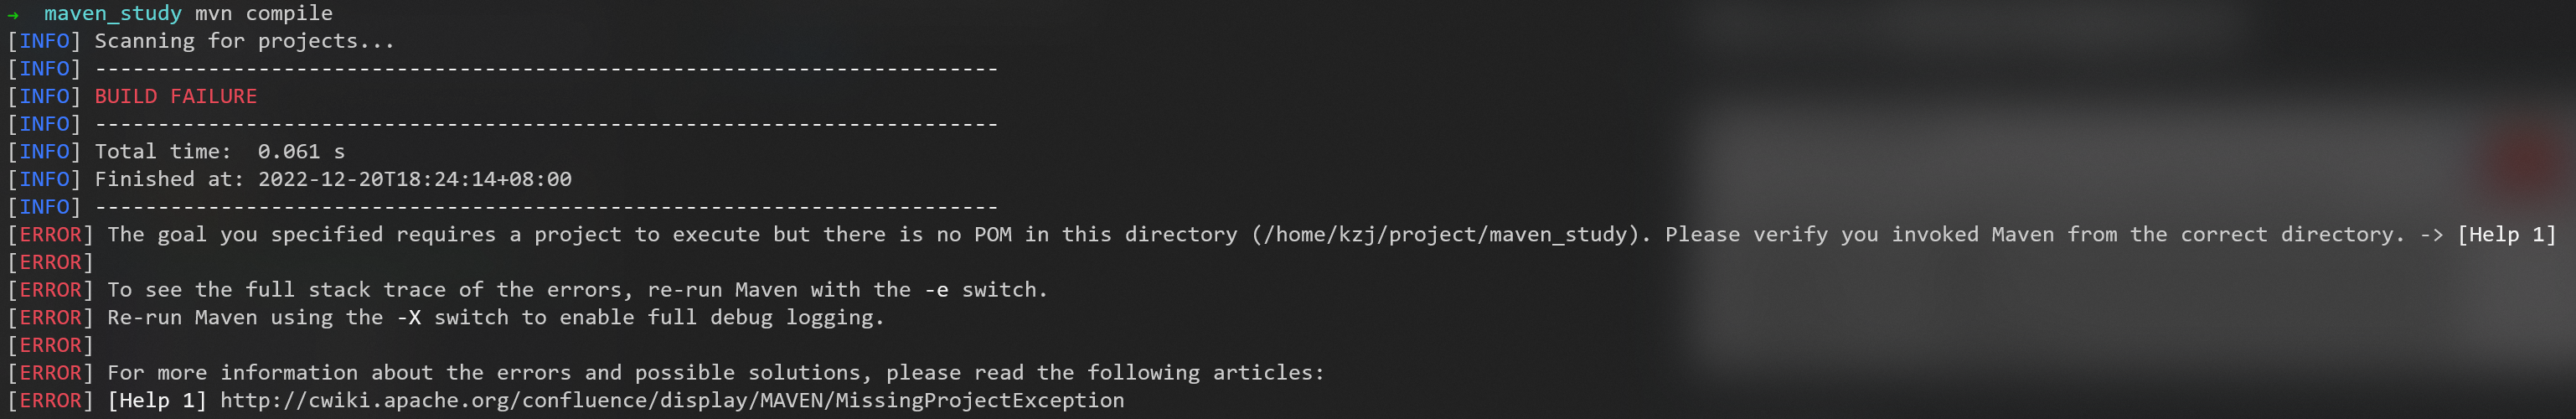 → maven_study mvn compile
[INFO] Scanning for projects...
[INFO] ------------------------------------------------------------------------
[INFO] BUILD FAILURE
[INFO] ------------------------------------------------------------------------
[INFO] Total time:  0.061 s
[INFO] Finished at: 2022-12-20T18:24:14+08:00
[INFO] ------------------------------------------------------------------------
[ERROR] The goal you specified requires a project to execute but there is no POM in this directory (/home/kzj/project/maven_study). Please verify you invoked Maven from the correct directory. -> [Help 1]
[ERROR]
[ERROR] To see the full stack trace of the errors, re-run Maven with the -e switch.
[ERROR] Re-run Maven using the -X switch to enable full debug logging.
[ERROR]
[ERROR] For more information about the errors and possible solutions, please read the following articles:
[ERROR] [Help 1] http://cwiki.apache.org/confluence/display/MAVEN/MissingProjectException